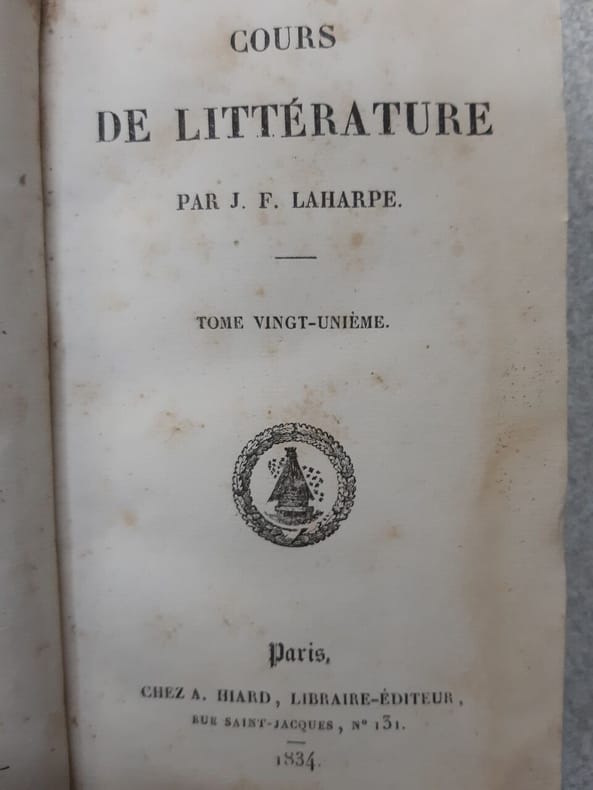 COURS
DE LITTÉRATURE
PAR J. F. LAHARPE.
TOME VINGT-UNIÈME.
Paris,
CHEZ A. HIARD, LIBRAIRE-ÉDITEUR,
RUE SAINT-JACQUES, N° 131.
1834.